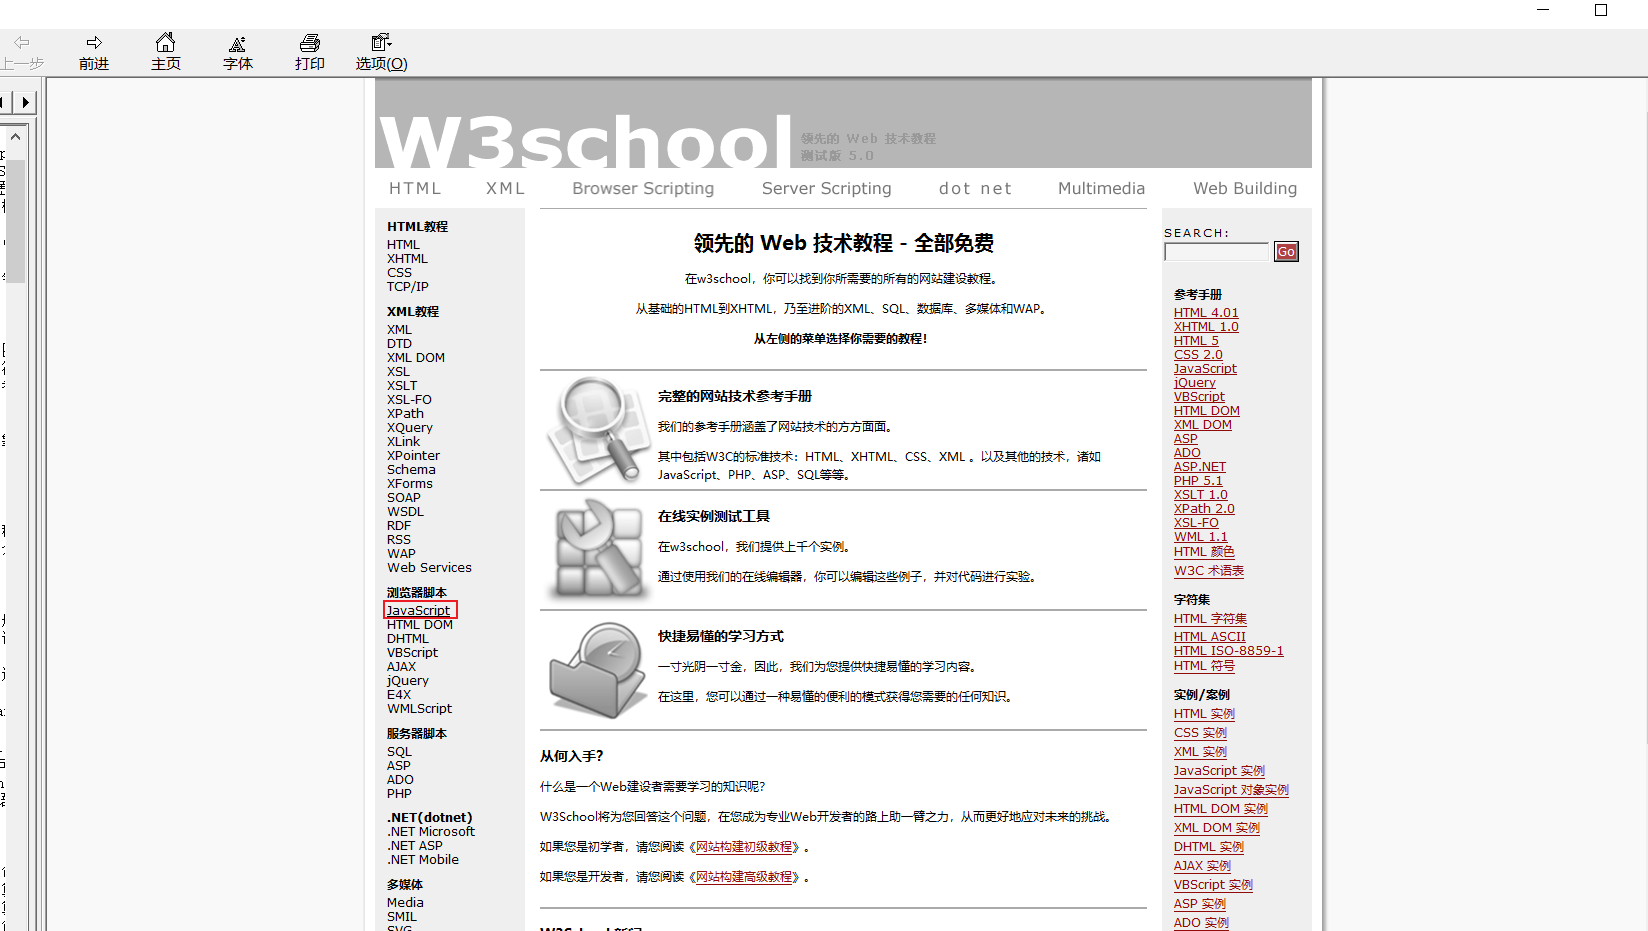 上一步
前进
主页
字体
打印
选项(O)
W3school
领先的 Web 技术教程
测试版 5.0
HTML
XML
Browser Scripting
Server Scripting
dot net
Multimedia
Web Building
HTML教程
HTML
XHTML
CSS
TCP/IP
XML教程
XML
DTD
XML DOM
XSL
XSLT
XSL-FO
XPath
XQuery
XLink
XPointer
Schema
XForms
SOAP
WSDL
RDF
RSS
WAP
Web Services
浏览器脚本
JavaScript
HTML DOM
DHTML
VBScript
AJAX
jQuery
E4X
WMLScript
服务器脚本
SQL
ASP
ADO
PHP
.NET(dotnet)
.NET Microsoft
.NET ASP
.NET Mobile
多媒体
Media
SMIL
SVG
领先的 Web 技术教程 - 全部免费
在w3school，你可以找到你所需要的所有的网站建设教程。
从基础的HTML到XHTML，乃至进阶的XML、SQL、数据库、多媒体和WAP。
从左侧的菜单选择你需要的教程！
完整的网站技术参考手册
我们的参考手册涵盖了网站技术的方方面面。
其中包括W3C的标准技术：HTML、XHTML、CSS、XML 。以及其他的技术，诸如
JavaScript、PHP、ASP、SQL等等。
在线实例测试工具
在w3school，我们提供上千个实例。
通过使用我们的在线编辑器，你可以编辑这些例子，并对代码进行实验。
快捷易懂的学习方式
一寸光阴一寸金，因此，我们为您提供快捷易懂的学习内容。
在这里，您可以通过一种易懂的便利的模式获得您需要的任何知识。
从何入手？
什么是一个Web建设者需要学习的知识呢？
W3School将为您回答这个问题，在您成为专业Web开发者的路上助一臂之力，从而更好地应对未来的挑战。
如果您是初学者，请您阅读《网站构建初级教程》。
如果您是开发者，请您阅读《网站构建高级教程》。
W3School 新闻
SEARCH:
Go
参考手册
HTML 4.01
XHTML 1.0
HTML 5
CSS 2.0
JavaScript
jQuery
VBScript
HTML DOM
XML DOM
ASP
ADO
ASP.NET
PHP 5.1
XSLT 1.0
XPath 2.0
XSL-FO
WML 1.1
HTML 颜色
W3C 术语表
字符集
HTML 字符集
HTML ASCII
HTML ISO-8859-1
HTML 符号
实例/案例
HTML 实例
CSS 实例
XML 实例
JavaScript 实例
JavaScript 对象实例
HTML DOM 实例
XML DOM 实例
DHTML 实例
AJAX 实例
VBScript 实例
ASP 实例
ADO 实例